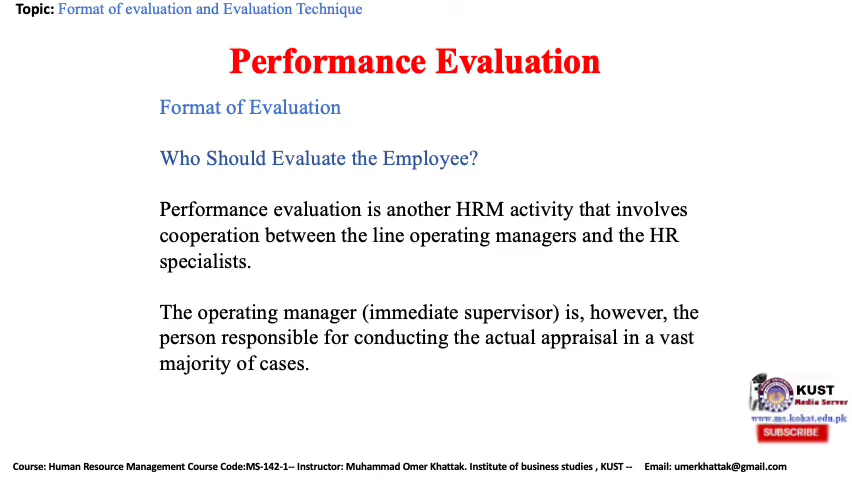 Topic: Format of evaluation and Evaluation Technique
Performance Evaluation
Format of Evaluation
Who Should Evaluate the Employee?
Performance evaluation is another HRM activity that involves
cooperation between the line operating managers and the HR
specialists.
The operating manager (immediate supervisor) is, however, the
person responsible for conducting the actual appraisal in a vast
majority of cases.
KUST
Media Server
www.ms.kohat.edu.pk
SUBSCRIBE
Course: Human Resource Management Course Code:MS-142-1-- Instructor: Muhammad Omer Khattak. Institute of business studies , KUST -- Email: umerkhattak@gmail.com